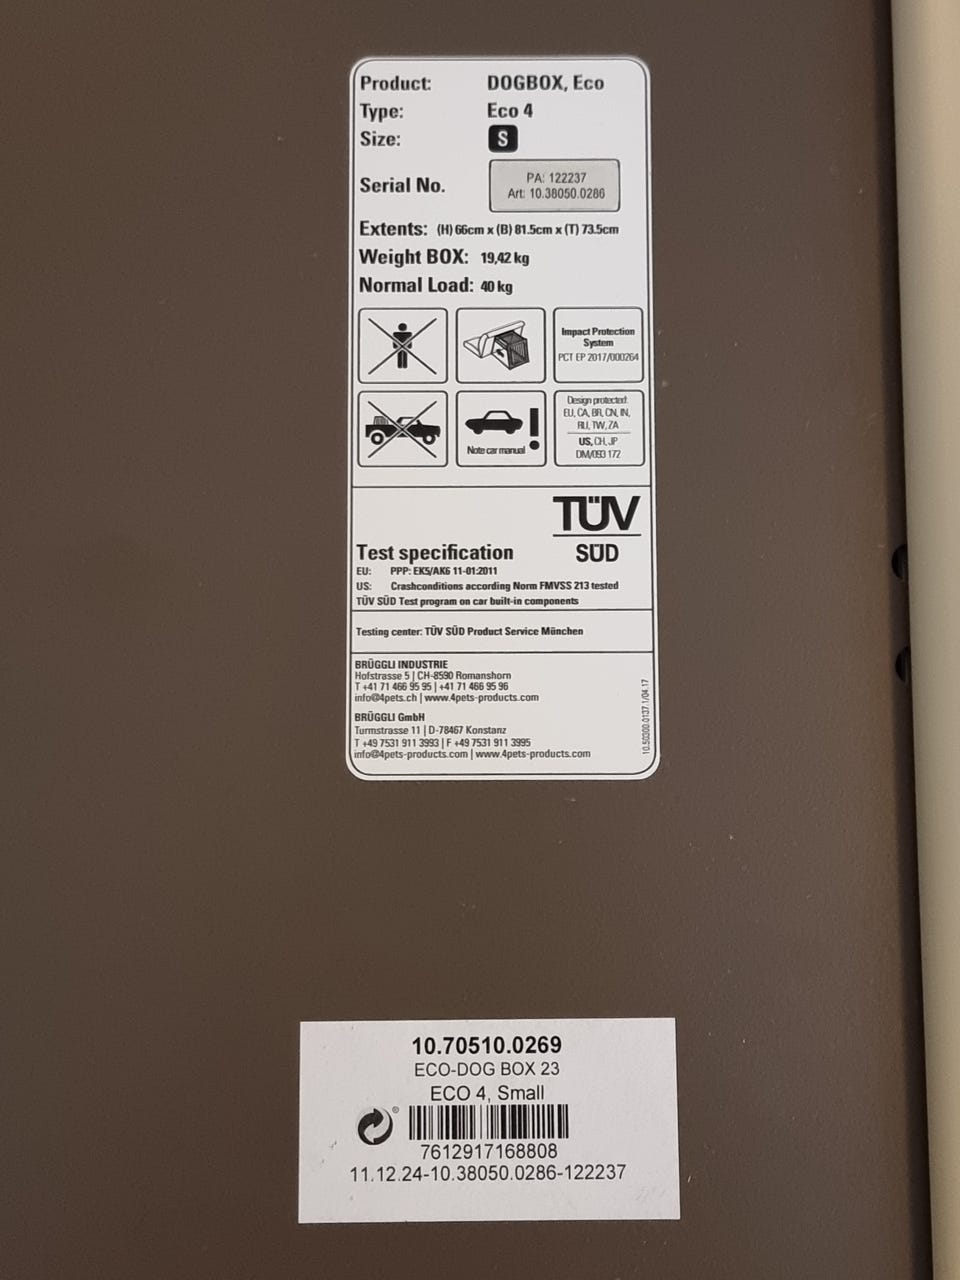 Product: DOGBOX, Eco
Type: Eco 4
Size: S
Serial No. PA: 122237
Art: 10.38050.0286
Extents: (H) 66cm x (B) 81.5cm x (T) 73.5cm
Weight BOX: 19,42 kg
Normal Load: 40 kg
Impact Protection
System
PCT EP 2017/000264
Note car manual !
Design protected:
EU, CA, BR, CN, IN,
RU, TW, ZA
US, CH, JP
DM/093 172
TÜV
SÜD
Test specification
EU: PPP: EK5/AK6 11-01:2011
US: Crashconditions according Norm FMVSS 213 tested
TÜV SÜD Test program on car built-in components
Testing center: TÜV SÜD Product Service München
BRÜGGLI INDUSTRIE
Hofstrasse 5 | CH-8590 Romanshorn
T +41 71 466 95 95 | +41 71 466 95 96
info@4pets.ch | www.4pets-products.com
BRÜGGLI GmbH
Turmstrasse 11 | D-78467 Konstanz
T +49 7531 911 3993 | F +49 7531 911 3995
info@4pets-products.com | www.4pets-products.com
10.50300.0137.1/04.17
10.70510.0269
ECO-DOG BOX 23
ECO 4, Small
®
7612917168808
11.12.24-10.38050.0286-122237